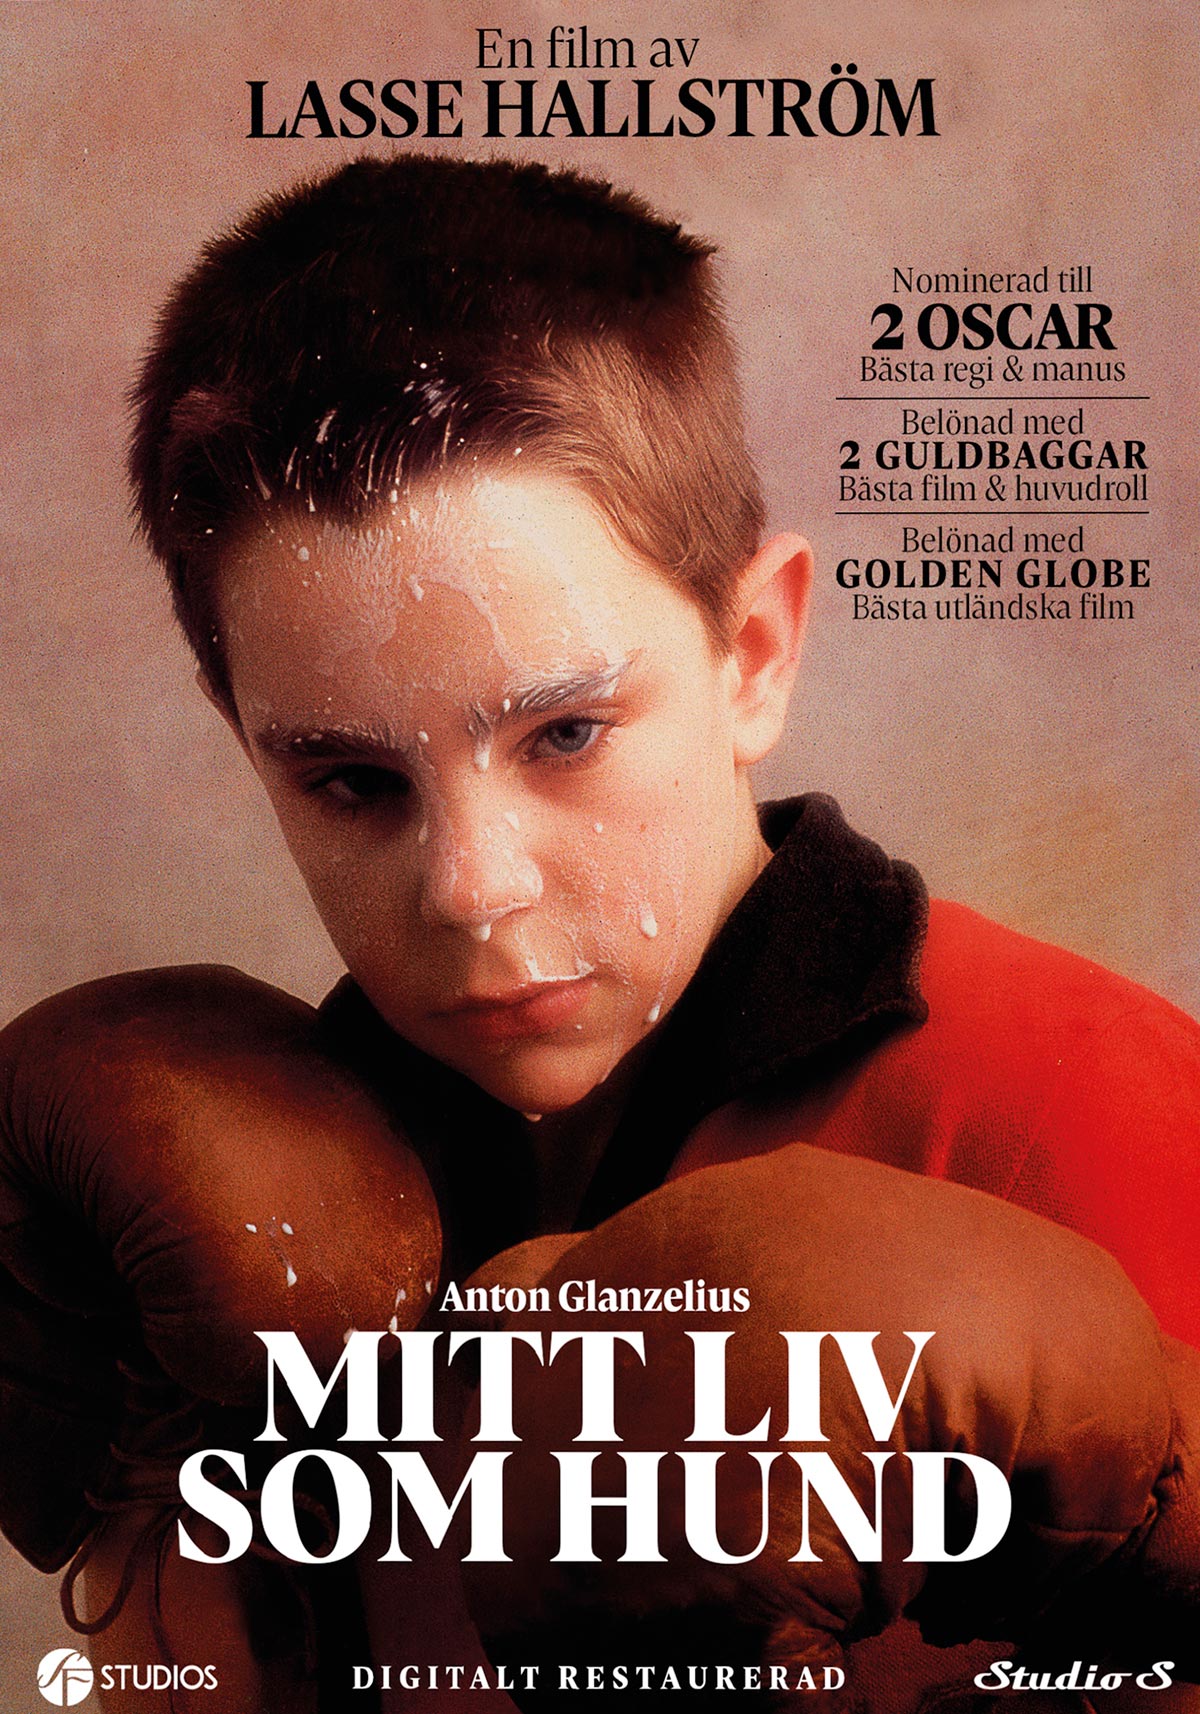 En film av
LASSE HALLSTRÖM
Nominerad till
2 OSCAR
Bästa regi & manus
Belönad med
2 GULDBAGGAR
Bästa film & huvudroll
Belönad med
GOLDEN GLOBE
Bästa utländska film
Anton Glanzelius
MITT LIV
SOM HUND
SF STUDIOS
DIGITALT RESTAURERAD
Studio S